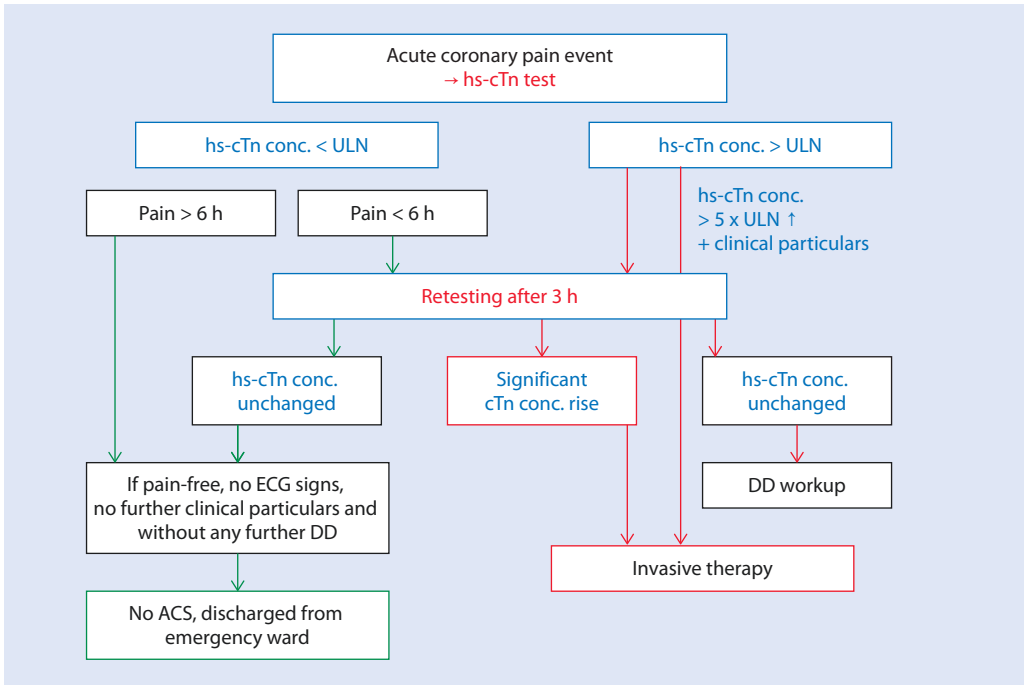 Acute coronary pain event
→ hs-cTn test
hs-cTn conc. < ULN
hs-cTn conc. > ULN
Pain > 6 h
Pain < 6 h
hs-cTn conc.
> 5 x ULN ↑
+ clinical particulars
Retesting after 3 h
hs-cTn conc.
unchanged
Significant
cTn conc. rise
hs-cTn conc.
unchanged
If pain-free, no ECG signs,
no further clinical particulars and
without any further DD
DD workup
Invasive therapy
No ACS, discharged from
emergency ward